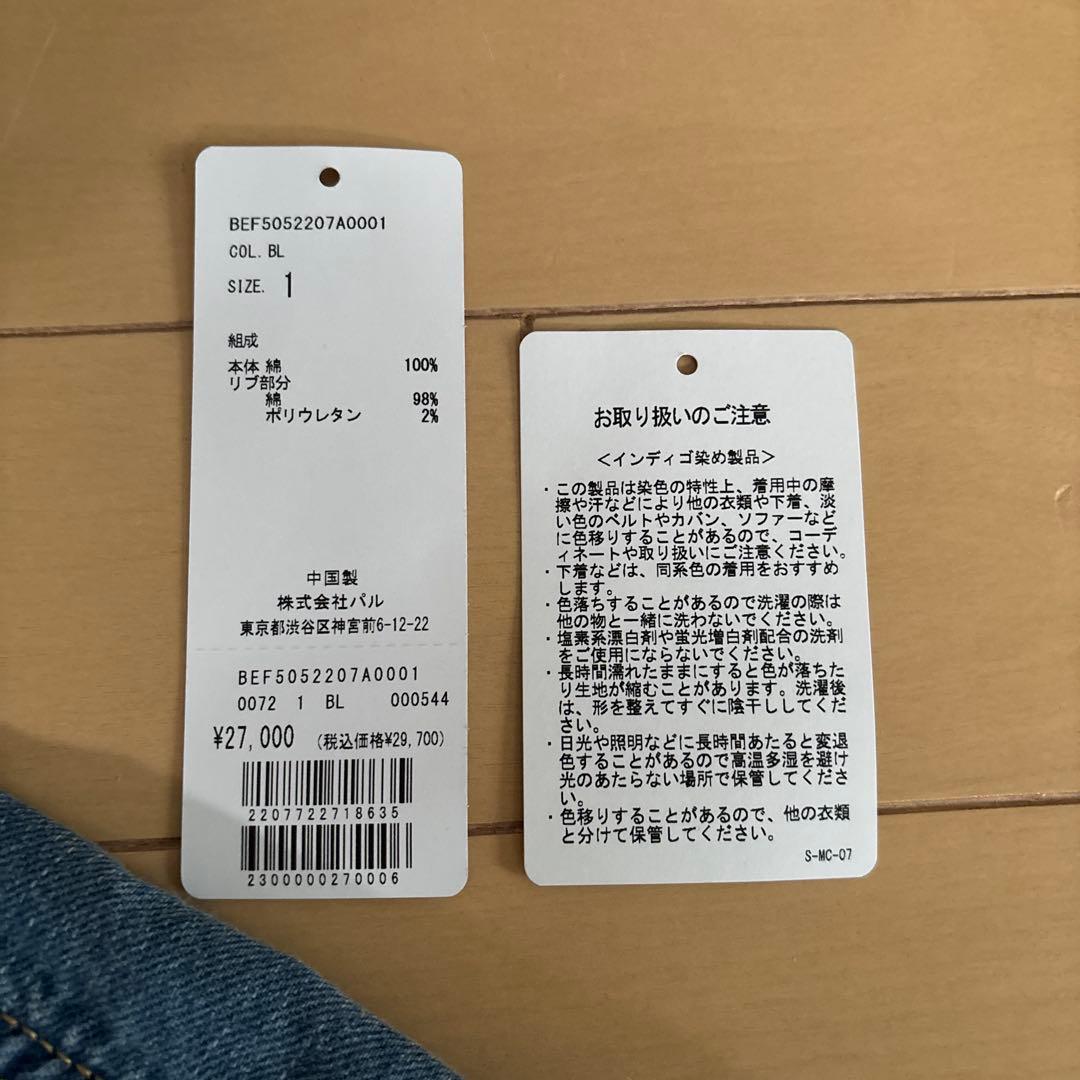 BEF5052207A0001
COL. BL
SIZE. 1
組成
本体 綿 100%
リブ部分
綿 98%
ポリウレタン 2%
中国製
株式会社パル
東京都渋谷区神宮前6-12-22
BEF5052207A0001
0072 1 BL 000544
¥27,000 (税込価格¥29,700)
2207722718635
2300000270006
お取り扱いのご注意
＜インディゴ染め製品＞
・この製品は染色の特性上、着用中の摩
擦や汗などにより他の衣類や下着、淡
い色のベルトやカバン、ソファーなど
に色移りすることがあるので、コーデ
ィネートや取り扱いにご注意ください。
・下着などは、同系色の着用をおすすめ
します。
・色落ちすることがあるので洗濯の際は
他の物と一緒に洗わないでください。
・塩素系漂白剤や蛍光増白剤配合の洗剤
をご使用にならないでください。
・長時間濡れたままにすると色が落ちた
り生地が縮むことがあります。洗濯後
は、形を整えてすぐに陰干ししてくだ
さい。
・日光や照明などに長時間あたると変退
色することがあるので高温多湿を避け
光のあたらない場所で保管してくださ
い。
・色移りすることがあるので、他の衣類
と分けて保管してください。
S-MC-07